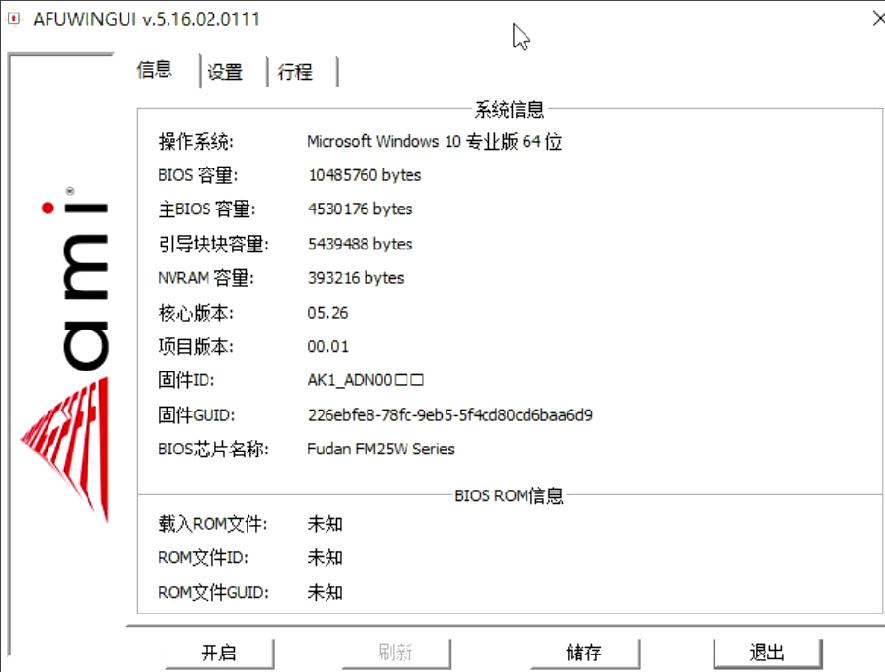 AFUWINGUI v.5.16.02.0111
信息 设置 行程
ami®
系统信息
操作系统: Microsoft Windows 10 专业版 64 位
BIOS 容量: 10485760 bytes
主BIOS 容量: 4530176 bytes
引导块块容量: 5439488 bytes
NVRAM 容量: 393216 bytes
核心版本: 05.26
项目版本: 00.01
固件ID: AK1_ADN00□□
固件GUID: 226ebfe8-78fc-9eb5-5f4cd80cd6baa6d9
BIOS芯片名称: Fudan FM25W Series
BIOS ROM信息
载入ROM文件: 未知
ROM文件ID: 未知
ROM文件GUID: 未知
开启 刷新 储存 退出